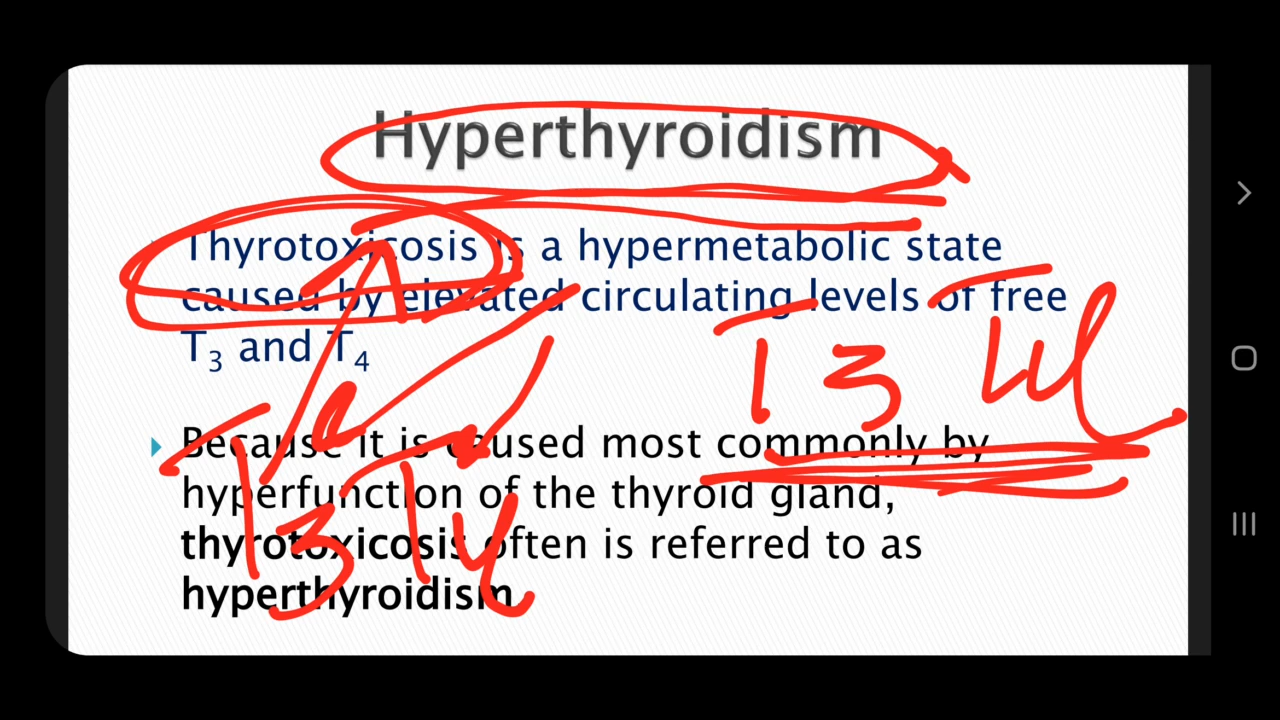 Hyperthyroidism
Thyrotoxicosis is a hypermetabolic state
caused by elevated circulating levels of free
T₃ and T₄
T3 T4
Because it is caused most commonly by
hyperfunction of the thyroid gland,
thyrotoxicosis often is referred to as
hyperthyroidism
T3 T4